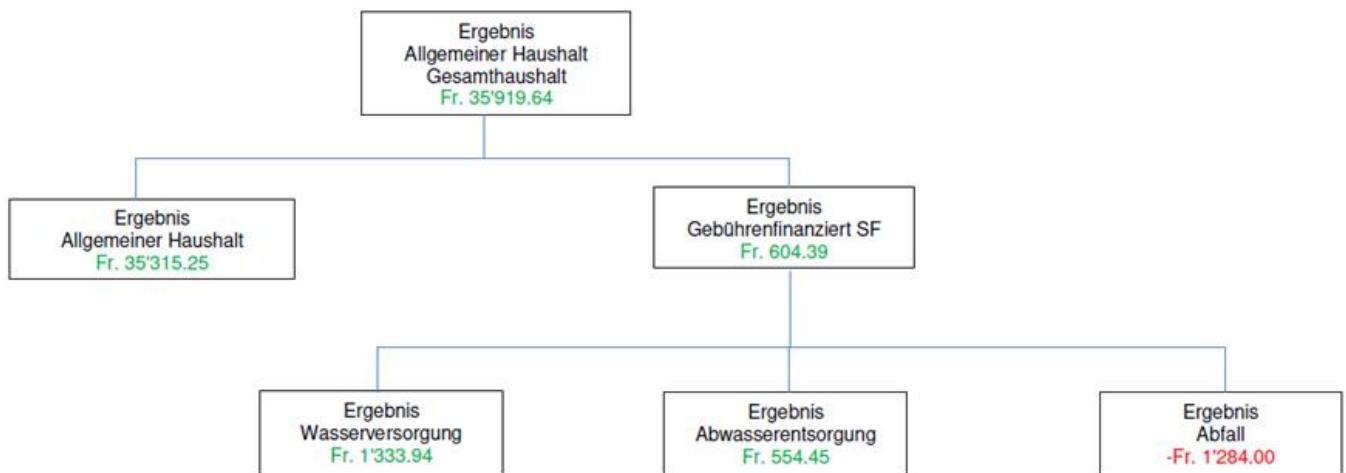 Ergebnis
Allgemeiner Haushalt
Gesamthaushalt
Fr. 35'919.64
Ergebnis
Allgemeiner Haushalt
Fr. 35'315.25
Ergebnis
Gebührenfinanziert SF
Fr. 604.39
Ergebnis
Wasserversorgung
Fr. 1'333.94
Ergebnis
Abwasserentsorgung
Fr. 554.45
Ergebnis
Abfall
-Fr. 1'284.00